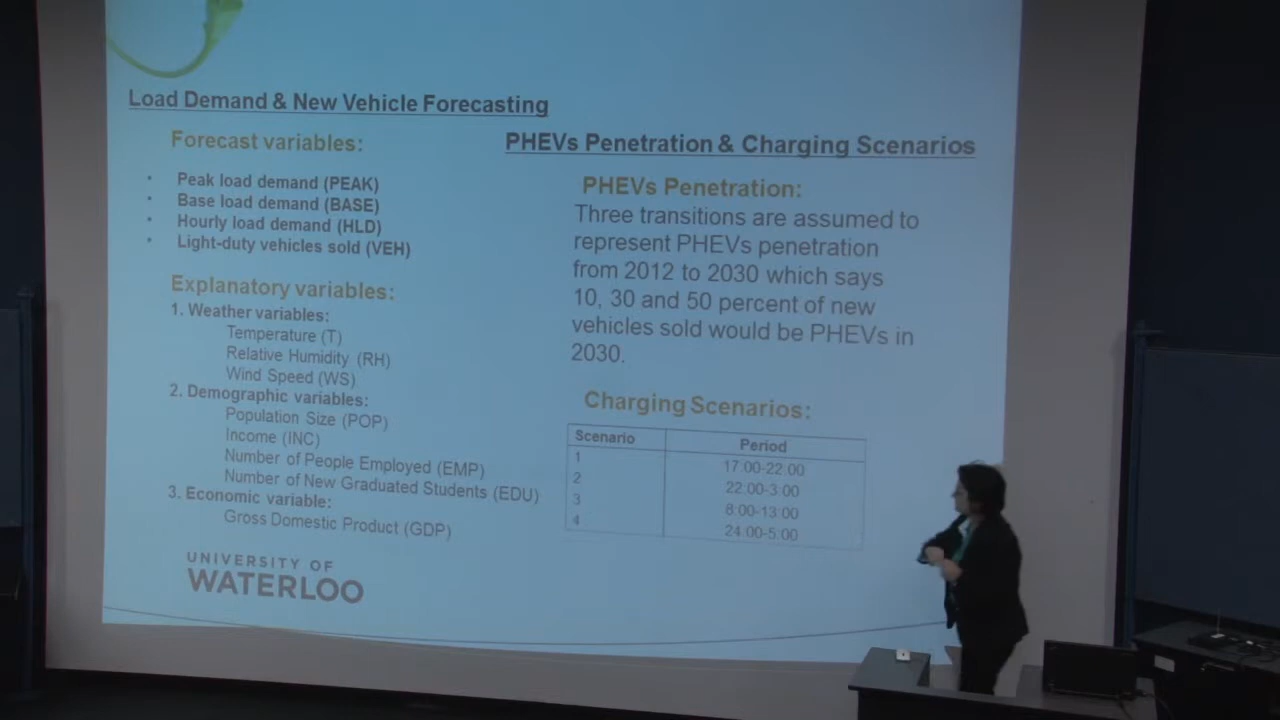 Load Demand & New Vehicle Forecasting
Forecast variables:
• Peak load demand (PEAK)
• Base load demand (BASE)
• Hourly load demand (HLD)
• Light-duty vehicles sold (VEH)
Explanatory variables:
1. Weather variables:
Temperature (T)
Relative Humidity (RH)
Wind Speed (WS)
2. Demographic variables:
Population Size (POP)
Income (INC)
Number of People Employed (EMP)
Number of New Graduated Students (EDU)
3. Economic variable:
Gross Domestic Product (GDP)
UNIVERSITY OF
WATERLOO
PHEVs Penetration & Charging Scenarios
PHEVs Penetration:
Three transitions are assumed to
represent PHEVs penetration
from 2012 to 2030 which says
10, 30 and 50 percent of new
vehicles sold would be PHEVs in
2030.
Charging Scenarios:
Scenario Period
1 17:00-22:00
2 22:00-3:00
3 8:00-13:00
4 24:00-5:00